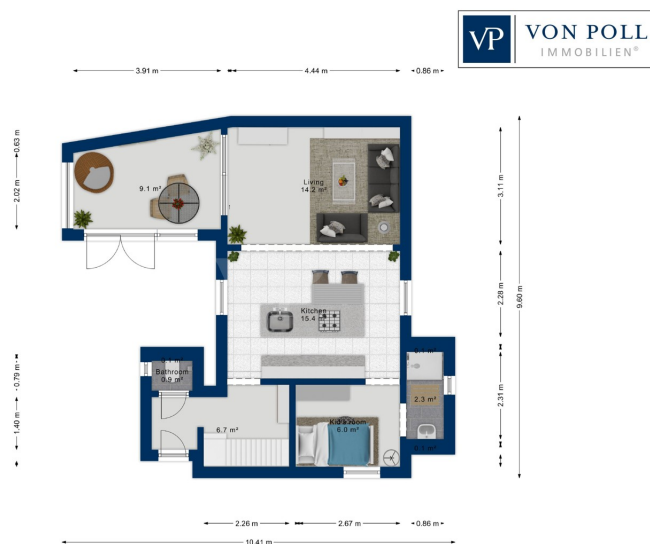 VP VON POLL
IMMOBILIEN®
3.91 m
4.44 m
0.86 m
0.63 m
2.02 m
9.1 m²
Living
14.2 m²
3.11 m
2.28 m
9.60 m
Kitchen
15.4
0.79 m
Bathroom
0.9 m²
2.31 m
2.3 m²
1.40 m
6.7 m²
Kid's room
6.0 m²
2.26 m
2.67 m
0.86 m
10.41 m